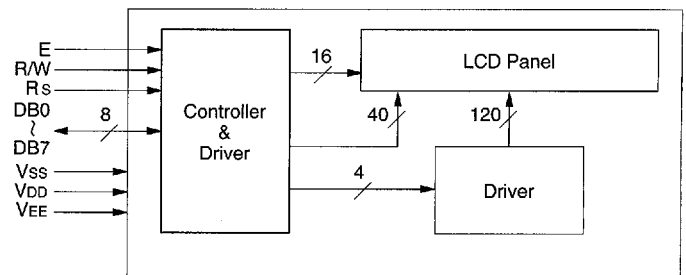 E
R/W
Rs
DB0
~
DB7
VSS
VDD
VEE
8
Controller
&
Driver
16
40
120
4
LCD Panel
Driver